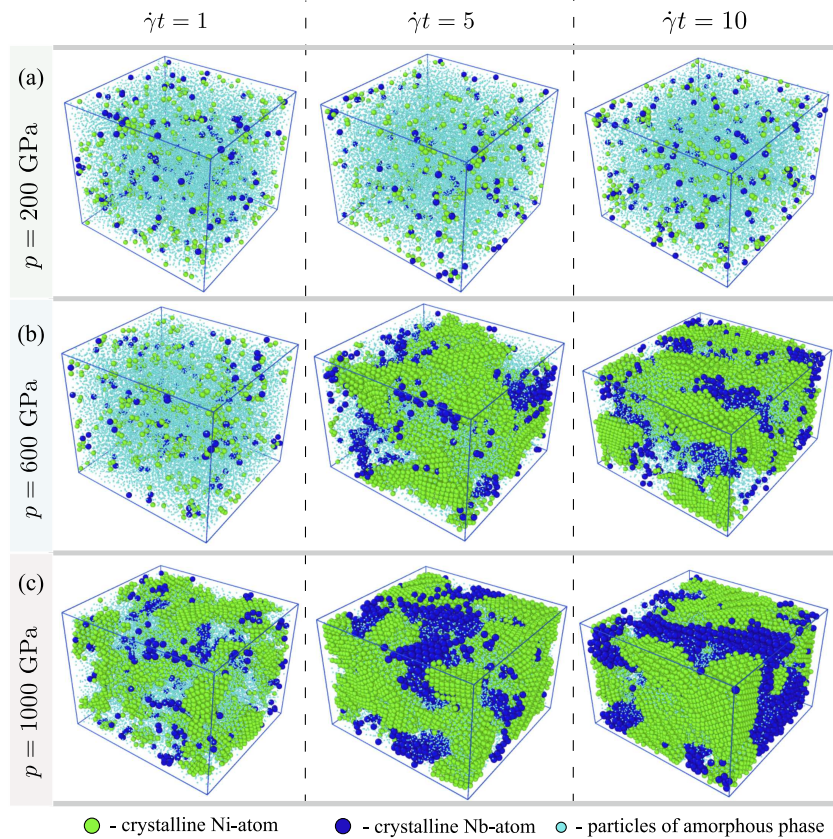 γ̇t = 1
γ̇t = 5
γ̇t = 10
(a)
p = 200 GPa
(b)
p = 600 GPa
(c)
p = 1000 GPa
- crystalline Ni-atom
- crystalline Nb-atom
- particles of amorphous phase